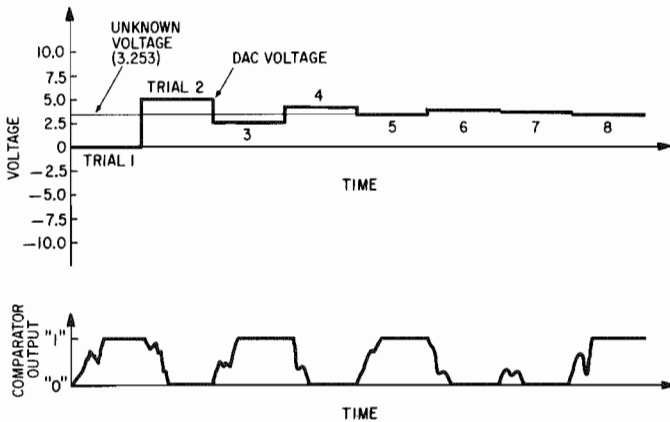 UNKNOWN
VOLTAGE
(3.253)
DAC VOLTAGE
TRIAL 2
10.0
7.5
5.0
2.5
0
−2.5
−5.0
−7.5
−10.0
VOLTAGE
TRIAL 1
3
4
5
6
7
8
TIME
COMPARATOR
OUTPUT
"1"
"0"
TIME